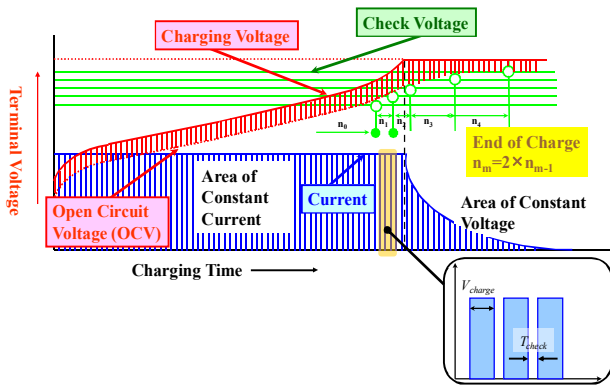 Check Voltage
Charging Voltage
Terminal Voltage
n0
n1
n2
n3
n4
End of Charge
nm=2×nm-1
Area of
Constant
Current
Current
Area of Constant
Voltage
Open Circuit
Voltage (OCV)
Charging Time
Vcharge
Tcheck